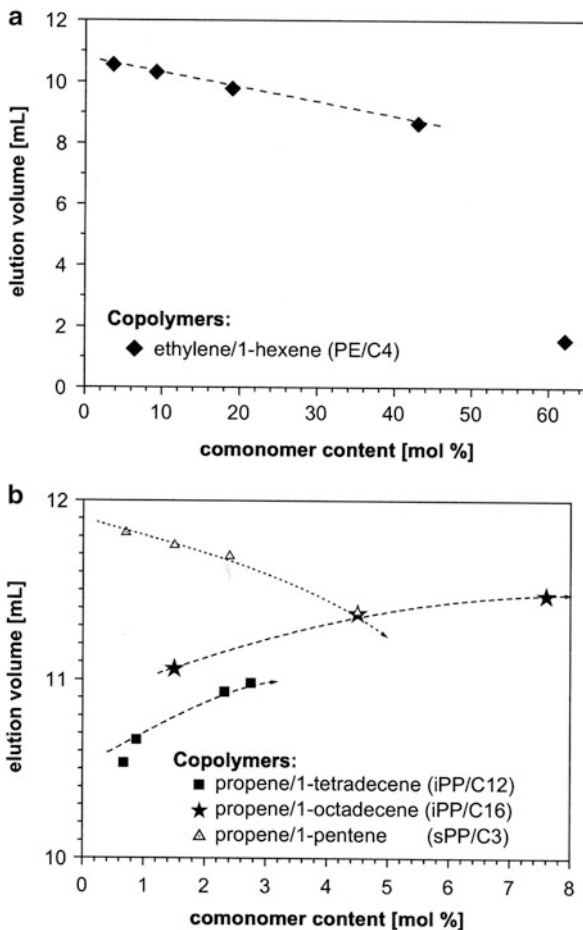 a
12
10
8
6
4
2
0
elution volume [mL]
Copolymers:
ethylene/1-hexene (PE/C4)
0 10 20 30 40 50 60
comonomer content [mol %]
b
12
11
10
elution volume [mL]
Copolymers:
propene/1-tetradecene (iPP/C12)
propene/1-octadecene (iPP/C16)
propene/1-pentene (sPP/C3)
0 1 2 3 4 5 6 7 8
comonomer content [mol %]